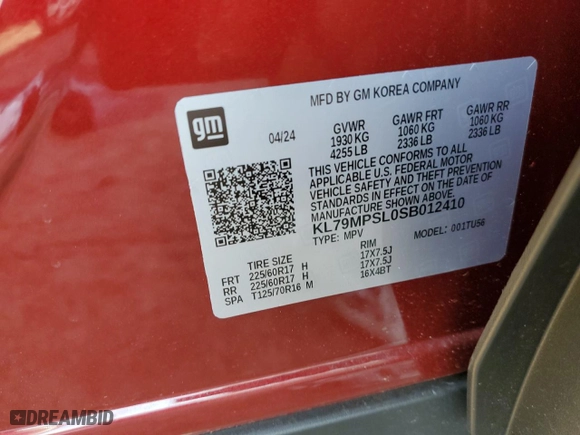 MFD BY GM KOREA COMPANY
gm
04/24
GVWR GAWR FRT GAWR RR
1930 KG 1060 KG 1060 KG
4255 LB 2336 LB 2336 LB
THIS VEHICLE CONFORMS TO ALL
APPLICABLE U.S. FEDERAL MOTOR
VEHICLE SAFETY AND THEFT PREVENTION
STANDARDS IN EFFECT ON THE DATE OF
MANUFACTURE SHOWN ABOVE.
KL79MPSL0SB012410
TYPE: MPV MODEL: 001TU56
TIRE SIZE RIM
FRT 225/60R17 H 17X7.5J
RR 225/60R17 H 17X7.5J
SPA T125/70R16 M 16X4BT
DREAMBID